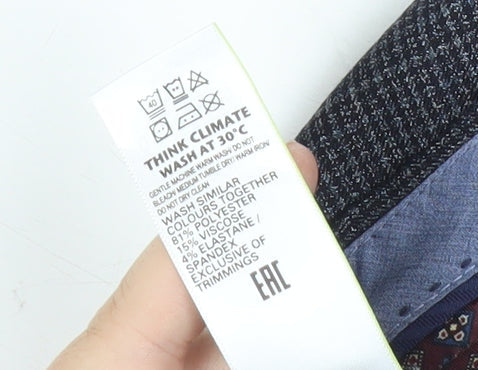 40
THINK CLIMATE
WASH AT 30°C
GENTLE MACHINE WARM WASH/ DO NOT
BLEACH/ MEDIUM TUMBLE DRY/ WARM IRON/
DO NOT DRY CLEAN
WASH SIMILAR
COLOURS TOGETHER
81% POLYESTER
15% VISCOSE
4% ELASTANE /
SPANDEX
EXCLUSIVE OF
TRIMMINGS
EAC